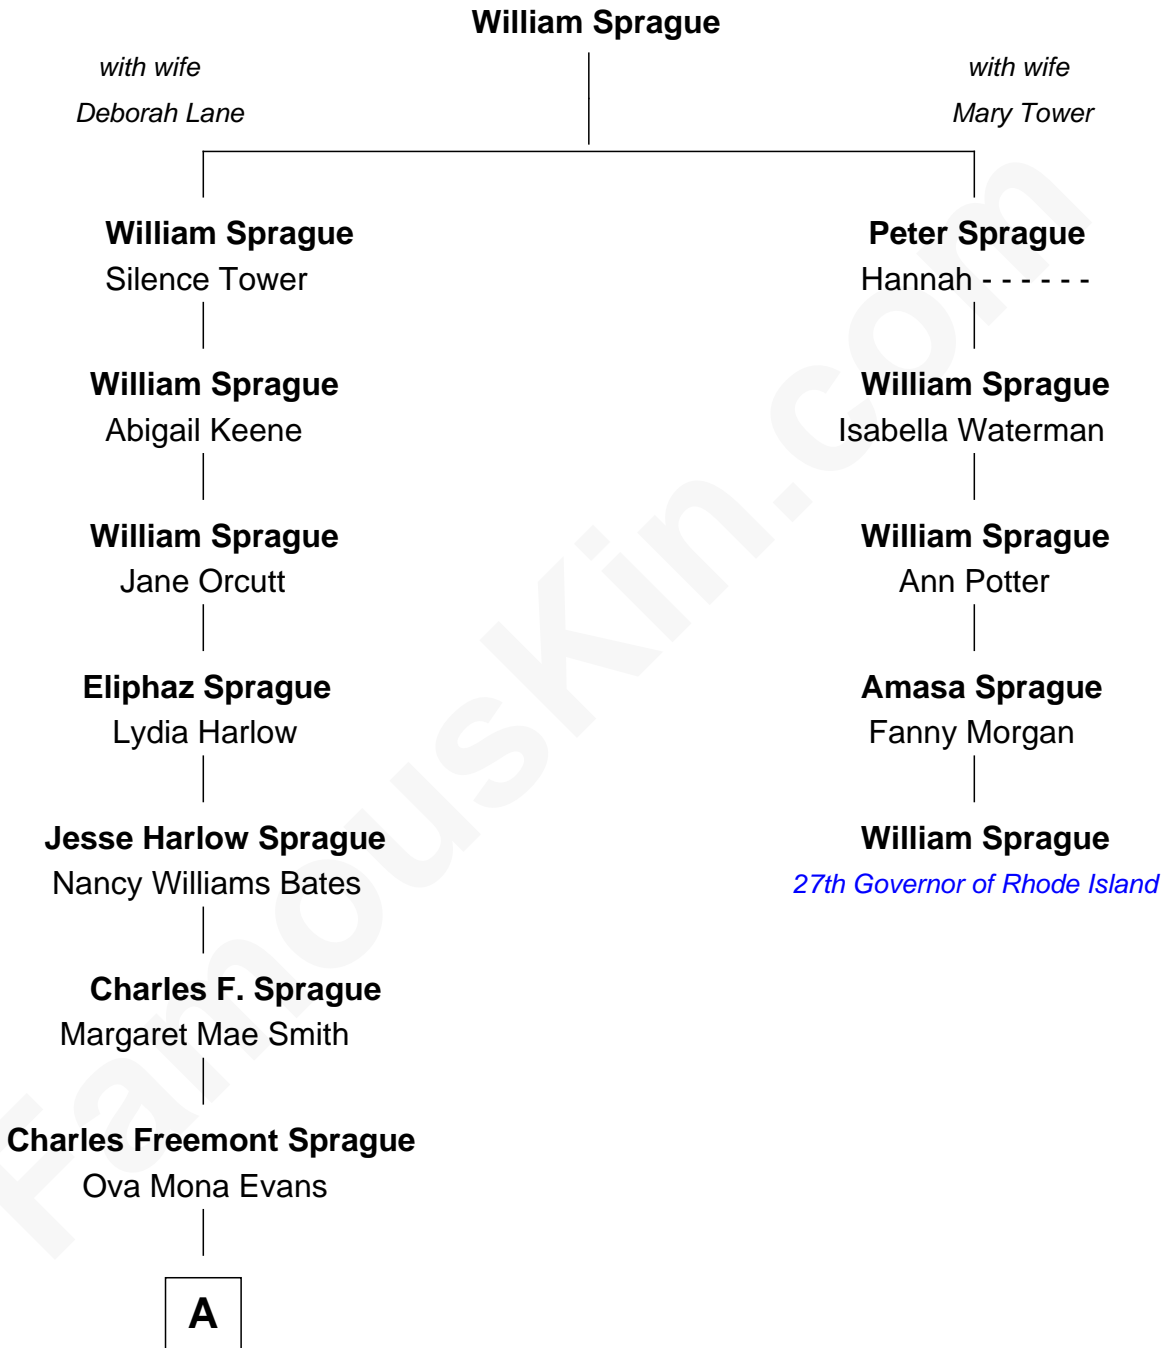 William Sprague
with wife
Deborah Lane
with wife
Mary Tower
William Sprague
Silence Tower
Peter Sprague
Hannah - - - - - -
William Sprague
Abigail Keene
William Sprague
Isabella Waterman
William Sprague
Jane Orcutt
William Sprague
Ann Potter
Eliphaz Sprague
Lydia Harlow
Amasa Sprague
Fanny Morgan
Jesse Harlow Sprague
Nancy Williams Bates
William Sprague
27th Governor of Rhode Island
Charles F. Sprague
Margaret Mae Smith
Charles Freemont Sprague
Ova Mona Evans
A
FamousKin.com